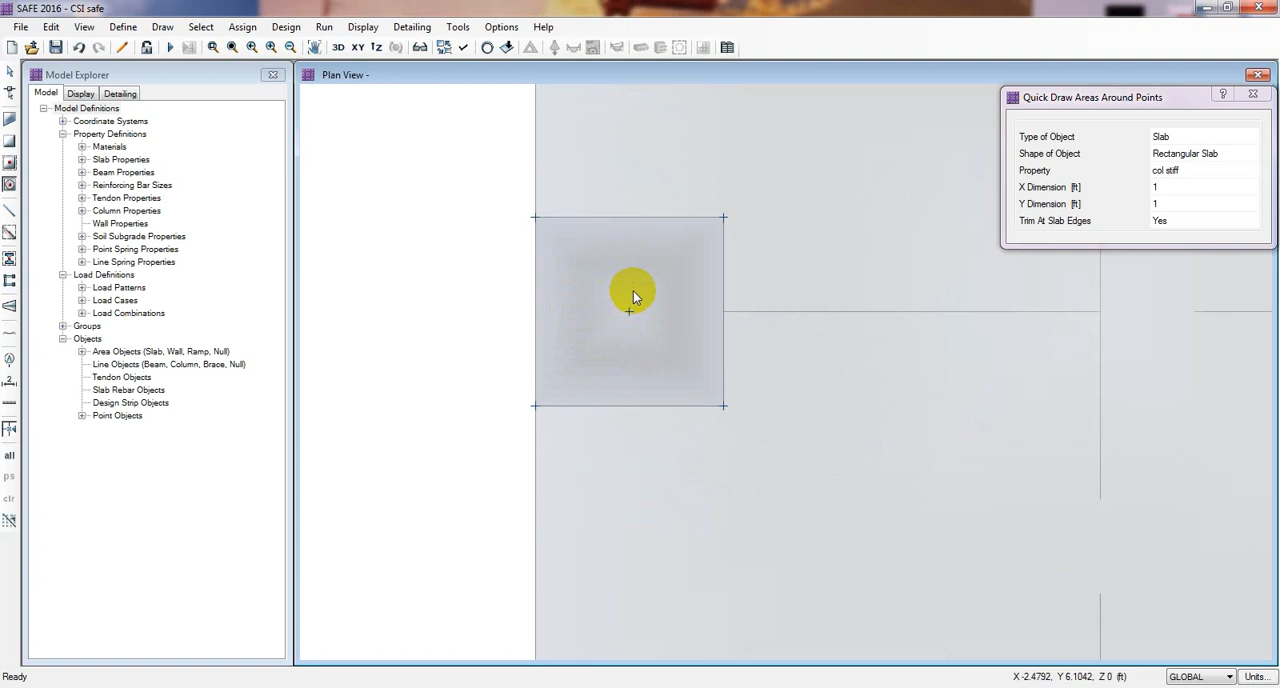 SAFE 2016 - CSI safe
File Edit View Define Draw Select Assign Design Run Display Detailing Tools Options Help
3D XY
Model Explorer
Plan View -
Model Display Detailing
Model Definitions
Coordinate Systems
Property Definitions
Materials
Slab Properties
Beam Properties
Reinforcing Bar Sizes
Tendon Properties
Column Properties
Wall Properties
Soil Subgrade Properties
Point Spring Properties
Line Spring Properties
Load Definitions
Load Patterns
Load Cases
Load Combinations
Groups
Objects
Area Objects (Slab, Wall, Ramp, Null)
Line Objects (Beam, Column, Brace, Null)
Tendon Objects
Slab Rebar Objects
Design Strip Objects
Point Objects
all
ps
clr
Quick Draw Areas Around Points ?
Type of Object Slab
Shape of Object Rectangular Slab
Property col stiff
X Dimension [ft] 1
Y Dimension [ft] 1
Trim At Slab Edges Yes
Ready
X -2.4792, Y 6.1042, Z 0 (ft)
GLOBAL
Units...